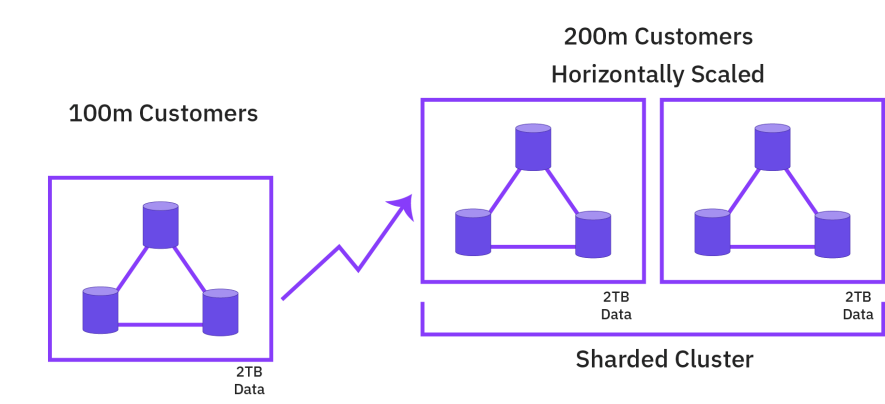 100m Customers
2TB
Data
200m Customers
Horizontally Scaled
2TB
Data
2TB
Data
Sharded Cluster